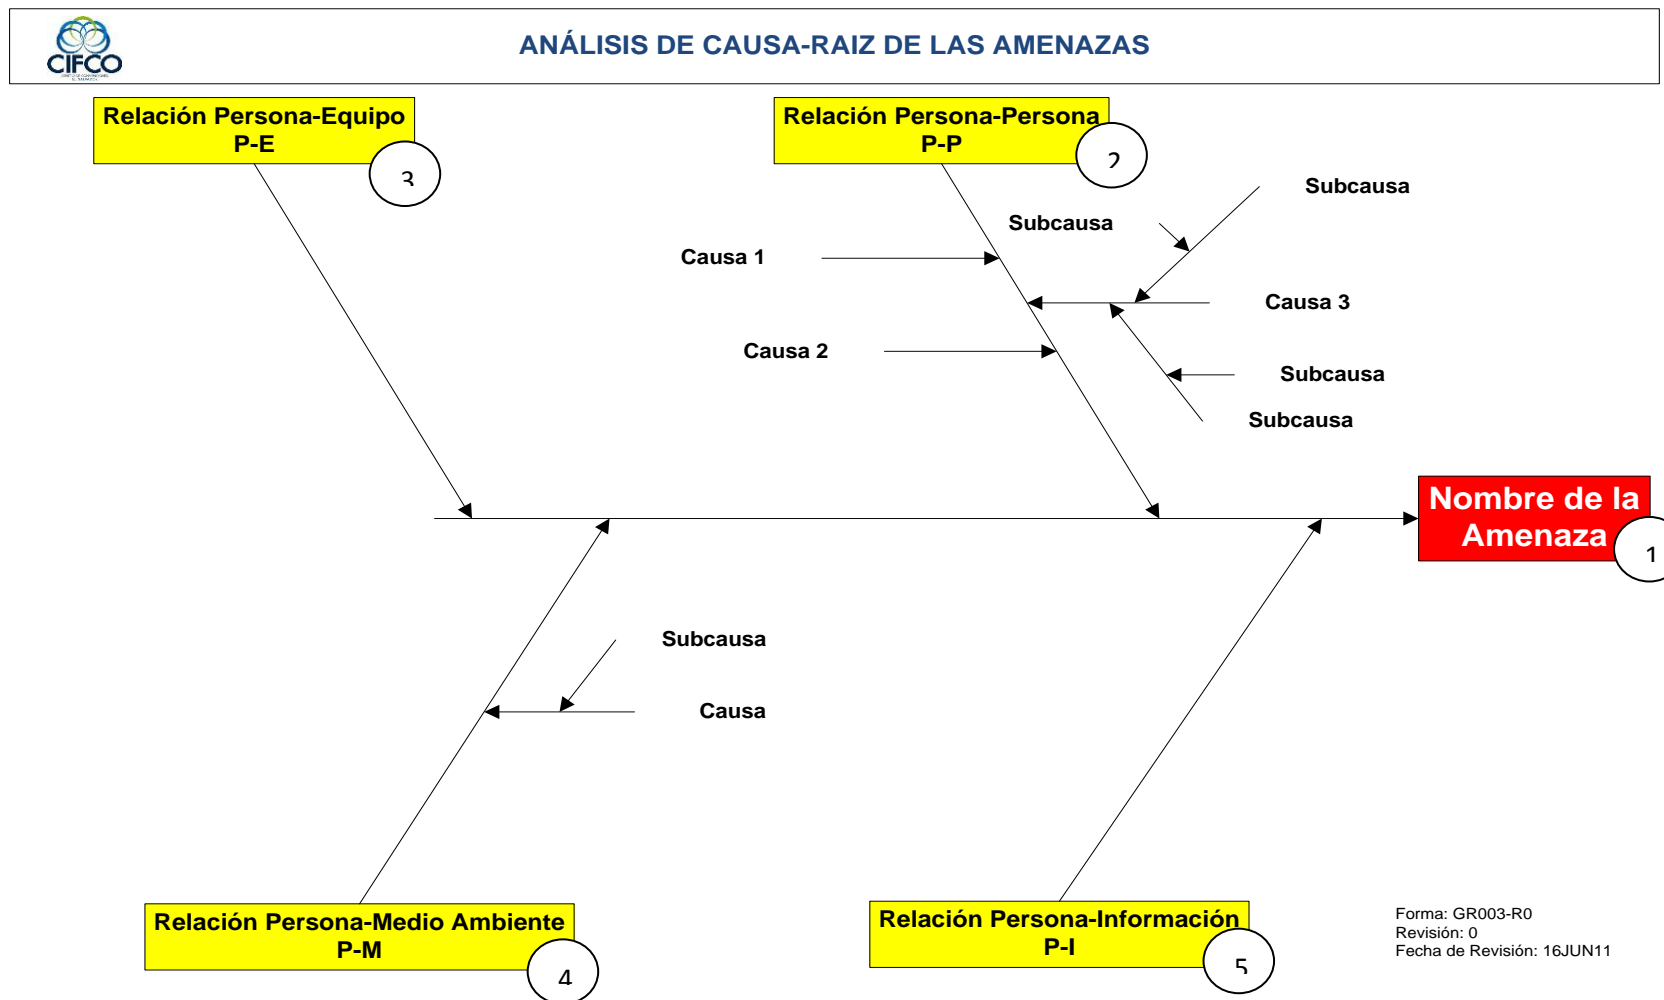 CIFCO
ANÁLISIS DE CAUSA-RAIZ DE LAS AMENAZAS
Relación Persona-Equipo
P-E
3
Relación Persona-Persona
P-P
2
Subcausa
Subcausa
Causa 1
Causa 3
Causa 2
Subcausa
Subcausa
Nombre de la
Amenaza
1
Subcausa
Causa
Relación Persona-Medio Ambiente
P-M
4
Relación Persona-Información
P-I
5
Forma: GR003-R0
Revisión: 0
Fecha de Revisión: 16JUN11